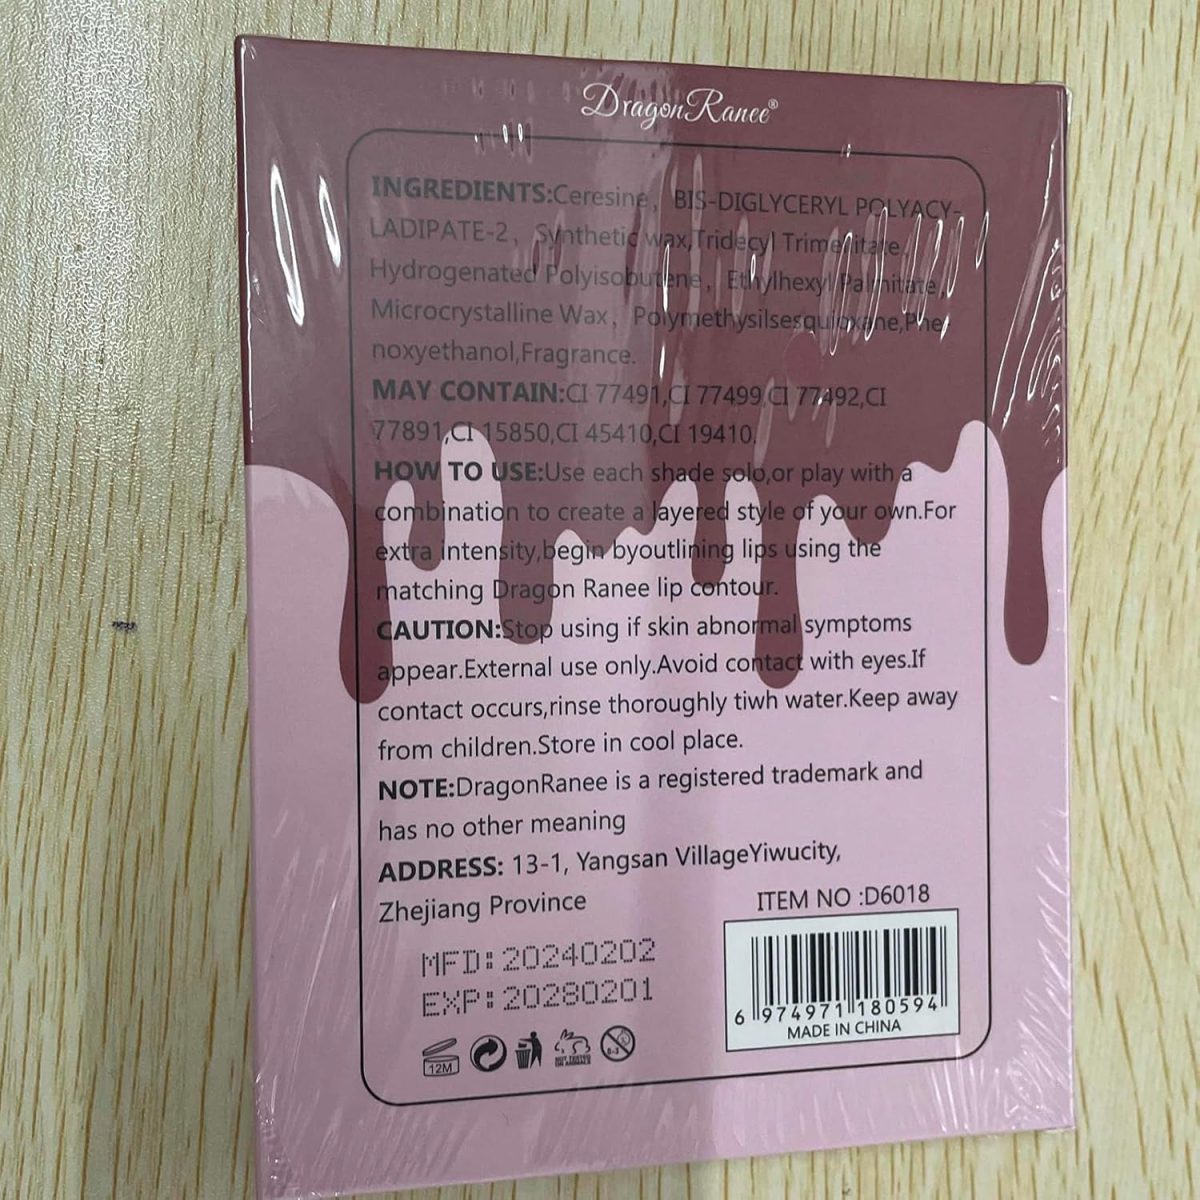 DragonRanee®
INGREDIENTS:Ceresine, BIS-DIGLYCERYL POLYACY-
LADIPATE-2, Synthetic wax,Tridecyl Trimellitate,
Hydrogenated Polyisobutene, Ethylhexyl Palmitate,
Microcrystalline Wax, Polymethysilsesquioxane,Phe-
noxyethanol,Fragrance.
MAY CONTAIN:CI 77491,CI 77499,CI 77492,CI
77891,CI 15850,CI 45410,CI 19410.
HOW TO USE:Use each shade solo,or play with a
combination to create a layered style of your own.For
extra intensity,begin byoutlining lips using the
matching Dragon Ranee lip contour.
CAUTION:Stop using if skin abnormal symptoms
appear.External use only.Avoid contact with eyes.If
contact occurs,rinse thoroughly tiwh water.Keep away
from children.Store in cool place.
NOTE:DragonRanee is a registered trademark and
has no other meaning
ADDRESS: 13-1, Yangsan VillageYiwucity,
Zhejiang Province
ITEM NO :D6018
MFD:20240202
EXP:20280201
6 974971 180594
MADE IN CHINA
12M
NOT TESTED
ON ANIMALS
0-3